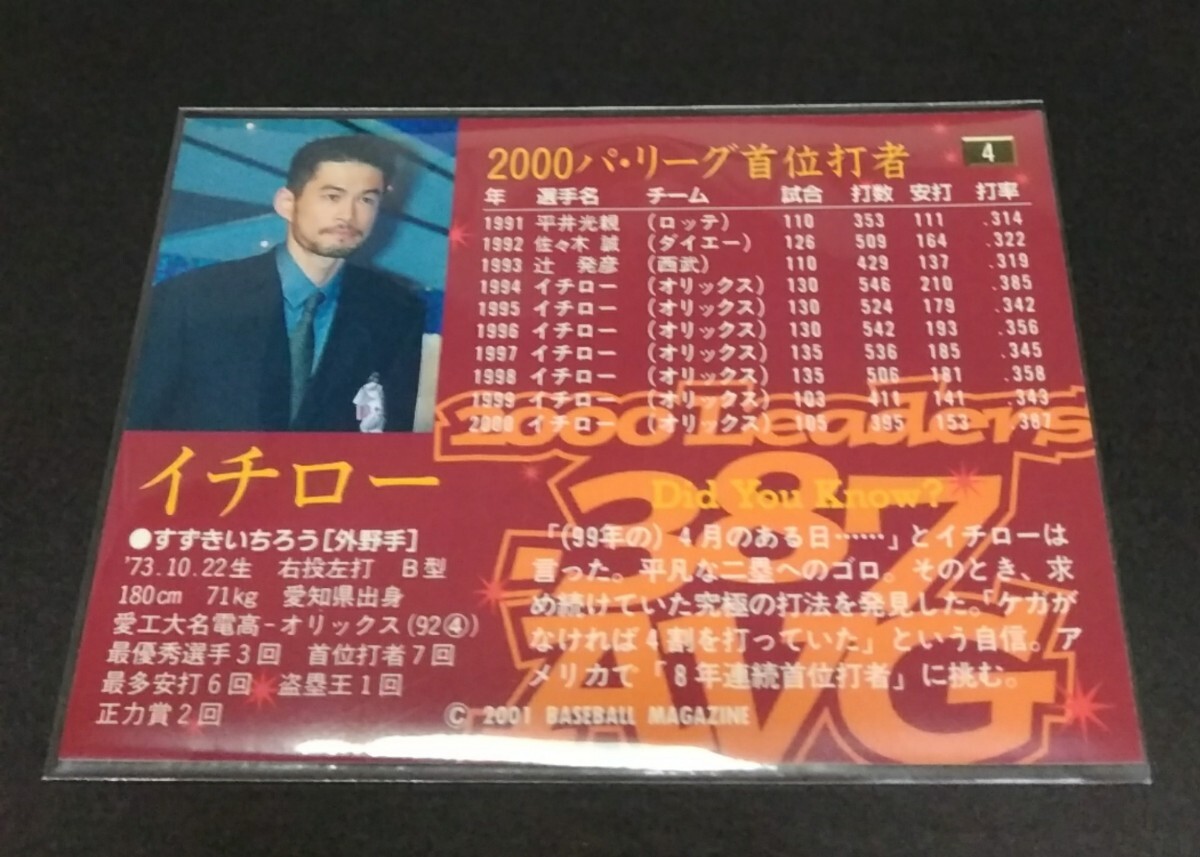 2000パ・リーグ首位打者 4
年 選手名 チーム 試合 打数 安打 打率
1991 平井光親 (ロッテ) 110 353 111 .314
1992 佐々木 誠 (ダイエー) 126 509 164 .322
1993 辻 発彦 (西武) 110 429 137 .319
1994 イチロー (オリックス) 130 546 210 .385
1995 イチロー (オリックス) 130 524 179 .342
1996 イチロー (オリックス) 130 542 193 .356
1997 イチロー (オリックス) 135 536 185 .345
1998 イチロー (オリックス) 135 506 181 .358
1999 イチロー (オリックス) 103 411 141 .343
2000 イチロー (オリックス) 105 395 153 .387
2000 Leaders
.387
AVG
イチロー
●すずきいちろう[外野手]
'73.10.22生 右投左打 B型
180cm 71kg 愛知県出身
愛工大名電高-オリックス(92④)
最優秀選手3回 首位打者7回
最多安打6回 盗塁王1回
正力賞2回
Did You Know?
「(99年の)4月のある日……」とイチローは
言った。平凡な二塁へのゴロ。そのとき、求
め続けていた究極の打法を発見した。「ケガが
なければ4割を打っていた」という自信。ア
メリカで「8年連続首位打者」に挑む。
© 2001 BASEBALL MAGAZINE